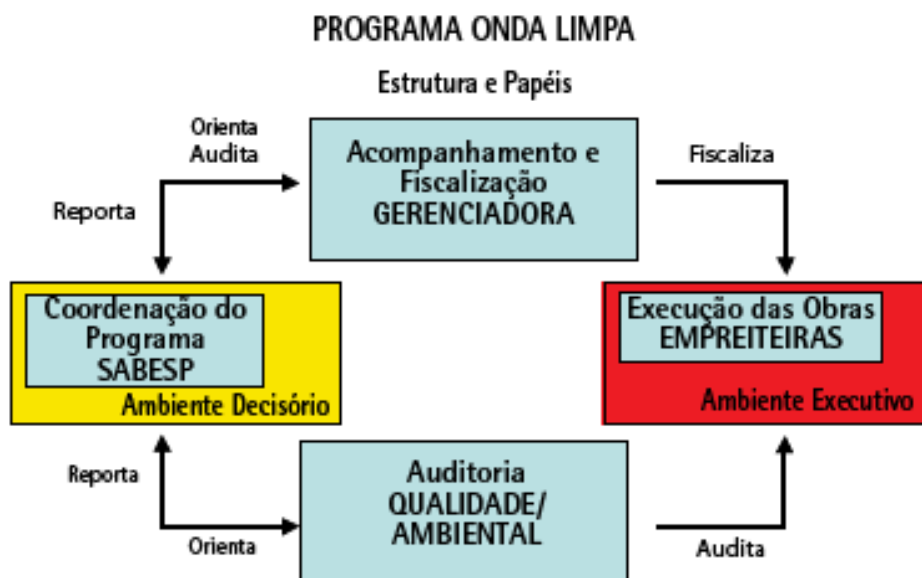 PROGRAMA ONDA LIMPA
Estrutura e Papéis
Orienta
Audita
Acompanhamento e
Fiscalização
GERENCIADORA
Fiscaliza
Reporta
Coordenação do
Programa
SABESP
Ambiente Decisório
Execução das Obras
EMPREITEIRAS
Ambiente Executivo
Reporta
Orienta
Auditoria
QUALIDADE/
AMBIENTAL
Audita